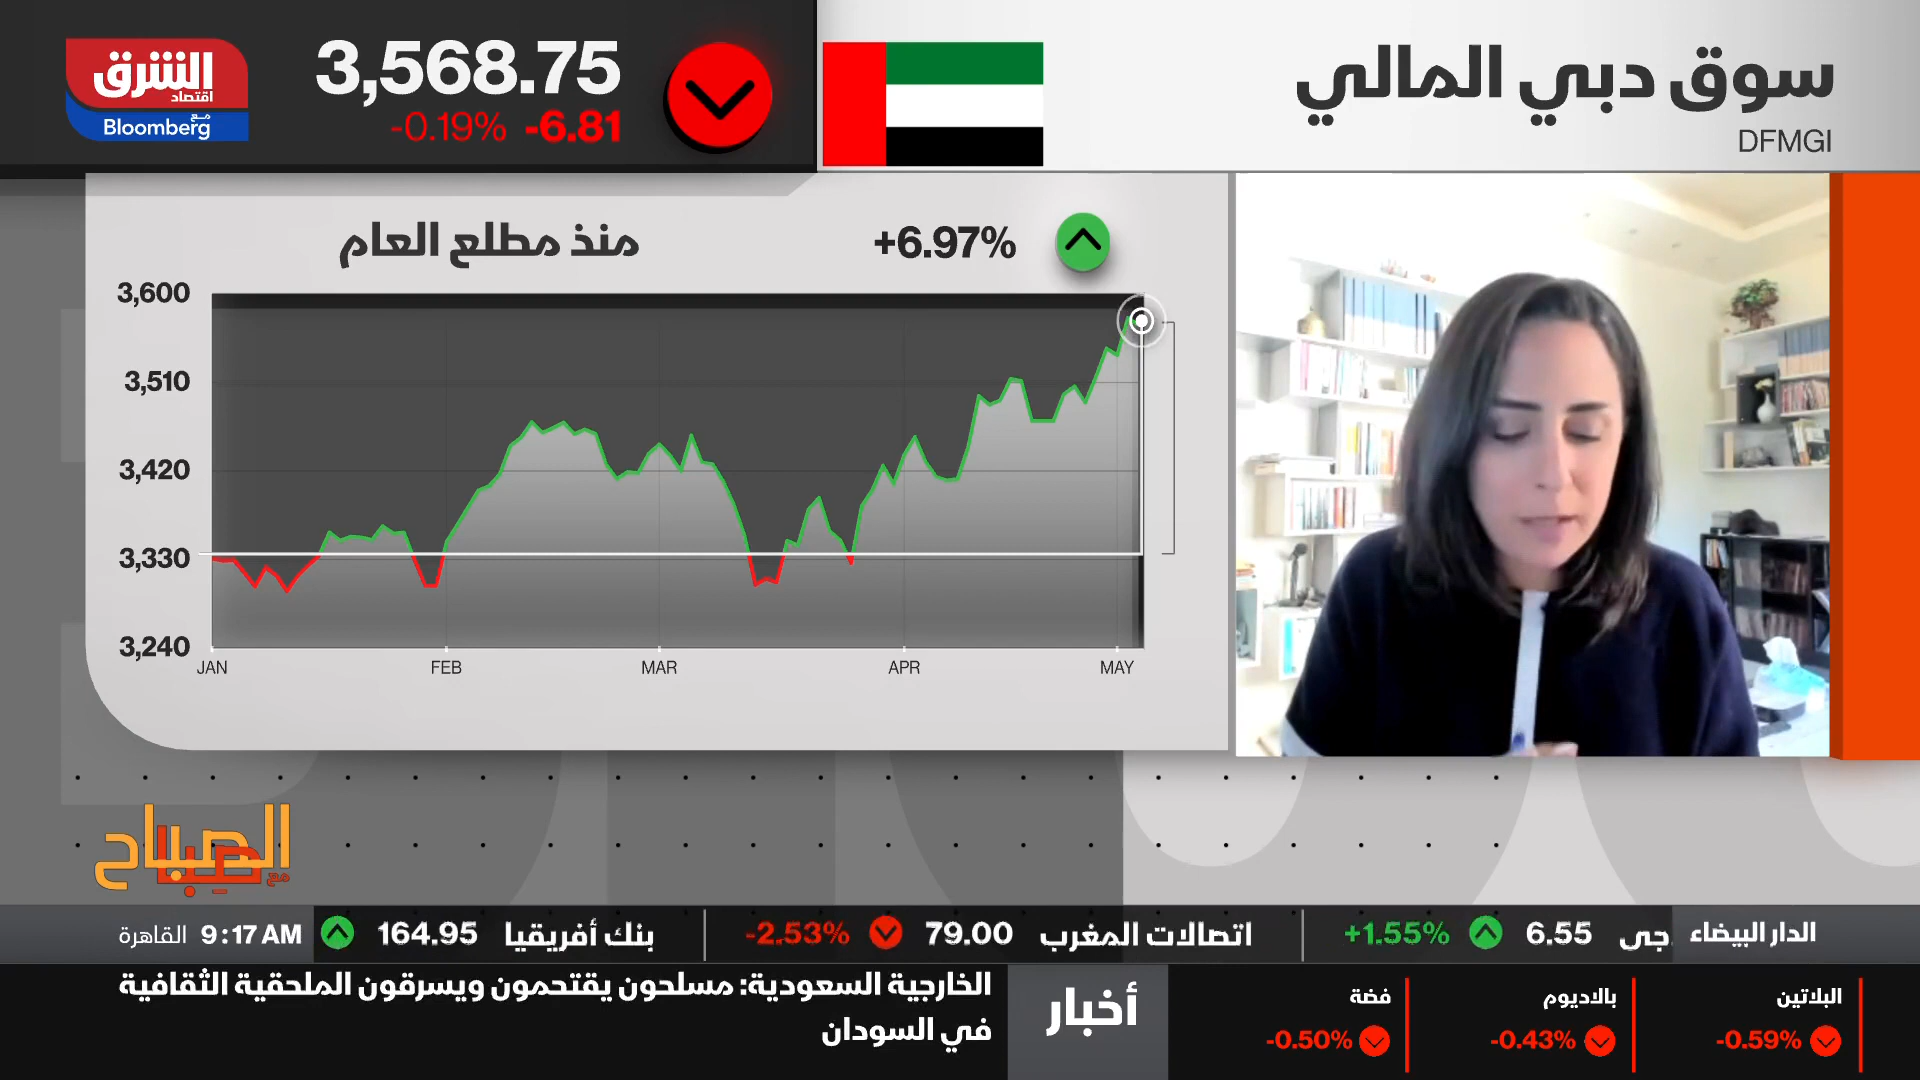 الشرق
اقتصاد
مع
Bloomberg
3,568.75
-0.19% -6.81
سوق دبي المالي
DFMGI
منذ مطلع العام
+6.97%
3,600
3,510
3,420
3,330
3,240
JAN FEB MAR APR MAY
الصباح
مع صبا
الدار البيضاء
جى 6.55 +1.55%
اتصالات المغرب 79.00 -2.53%
بنك أفريقيا 164.95
9:17 AM القاهرة
البلاتين
-0.59%
بالاديوم
-0.43%
فضة
-0.50%
أخبار
الخارجية السعودية: مسلحون يقتحمون ويسرقون الملحقية الثقافية
في السودان